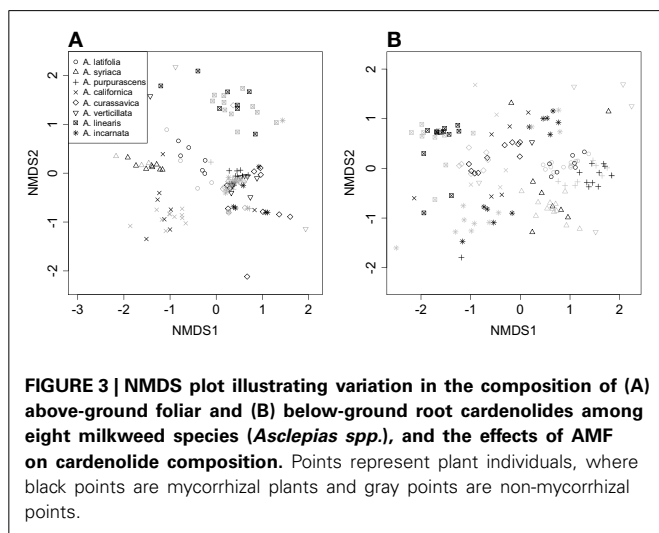 A
B
A. latifolia
A. syriaca
A. purpurascens
A. californica
A. curassavica
A. verticillata
A. linearis
A. incarnata
NMDS2
2
1
0
-1
-2
-3 -2 -1 0 1 2
NMDS1
NMDS2
3
2
1
0
-1
-2
-2 -1 0 1 2
NMDS1
FIGURE 3 | NMDS plot illustrating variation in the composition of (A)
above-ground foliar and (B) below-ground root cardenolides among
eight milkweed species (Asclepias spp.), and the effects of AMF
on cardenolide composition. Points represent plant individuals, where
black points are mycorrhizal plants and gray points are non-mycorrhizal
points.